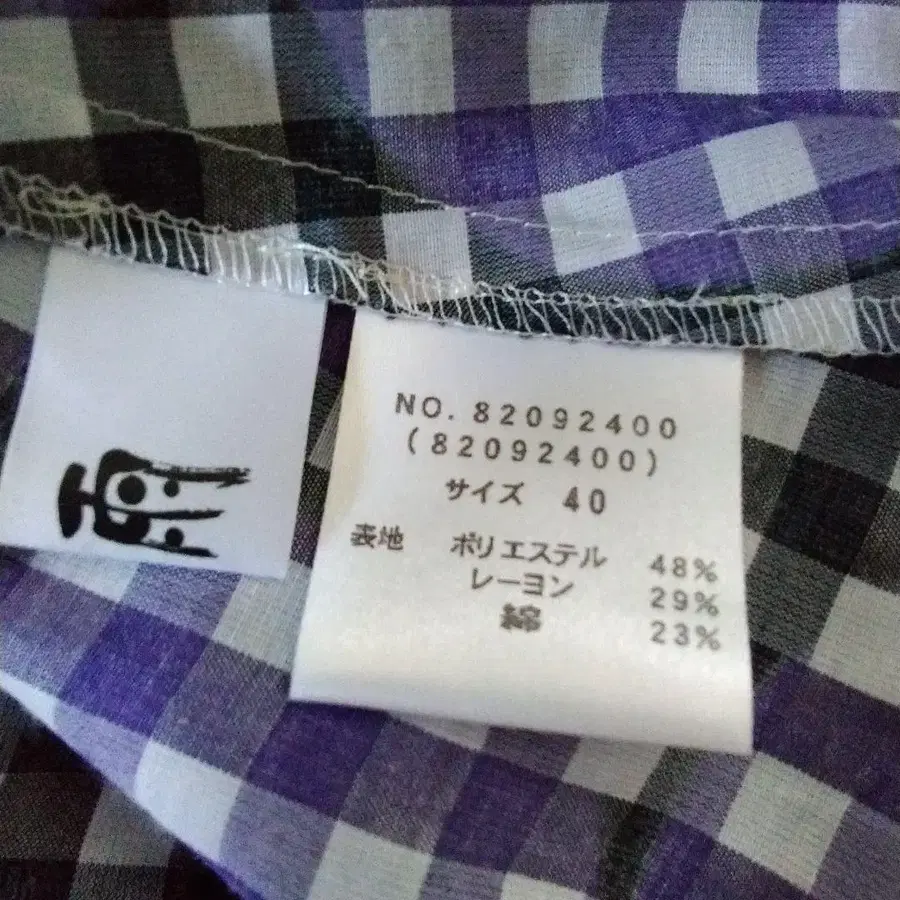 NO. 82092400
(82092400)
サイズ 40
表地 ポリエステル 48%
レーヨン 29%
綿 23%